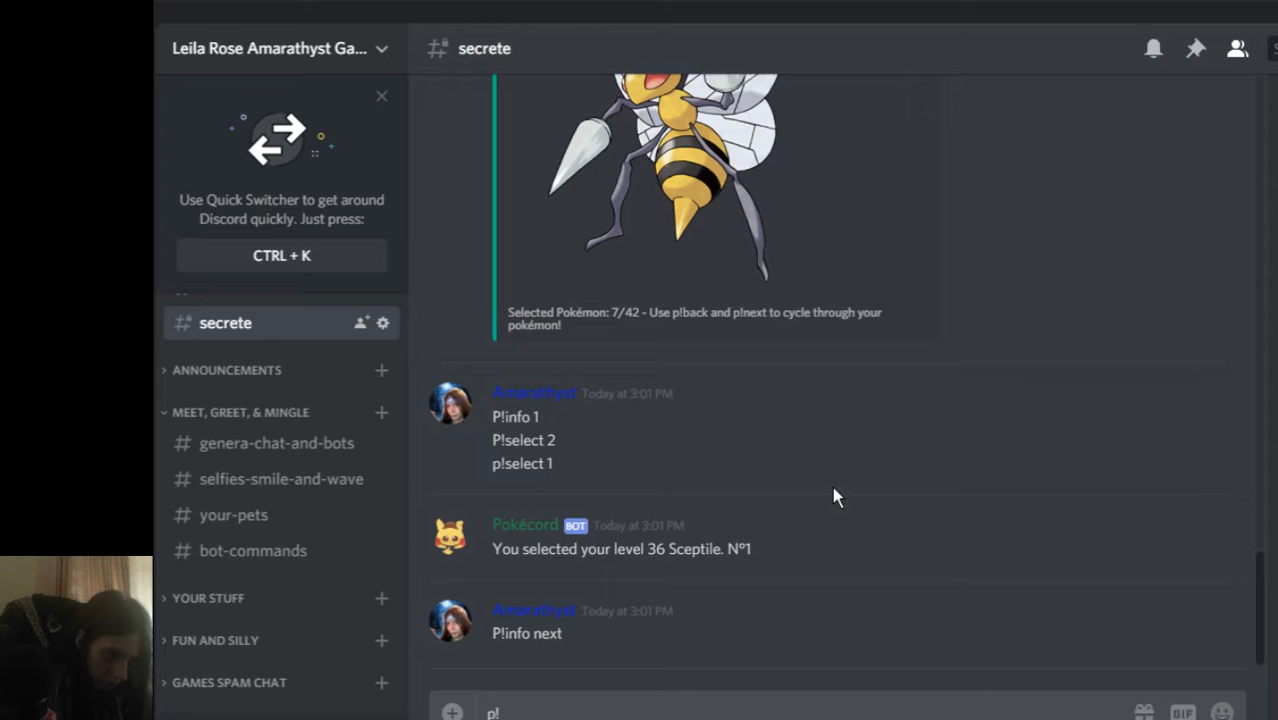 Leila Rose Amarathyst Ga...
secrete
Use Quick Switcher to get around
Discord quickly. Just press:
CTRL + K
secrete
ANNOUNCEMENTS
MEET, GREET, & MINGLE
genera-chat-and-bots
selfies-smile-and-wave
your-pets
bot-commands
YOUR STUFF
FUN AND SILLY
GAMES SPAM CHAT
Selected Pokémon: 7/42 - Use p!back and p!next to cycle through your
pokémon!
Amarathyst Today at 3:01 PM
P!info 1
P!select 2
p!select 1
Pokécord BOT Today at 3:01 PM
You selected your level 36 Sceptile. N°1
Amarathyst Today at 3:01 PM
P!info next
p!
GIF